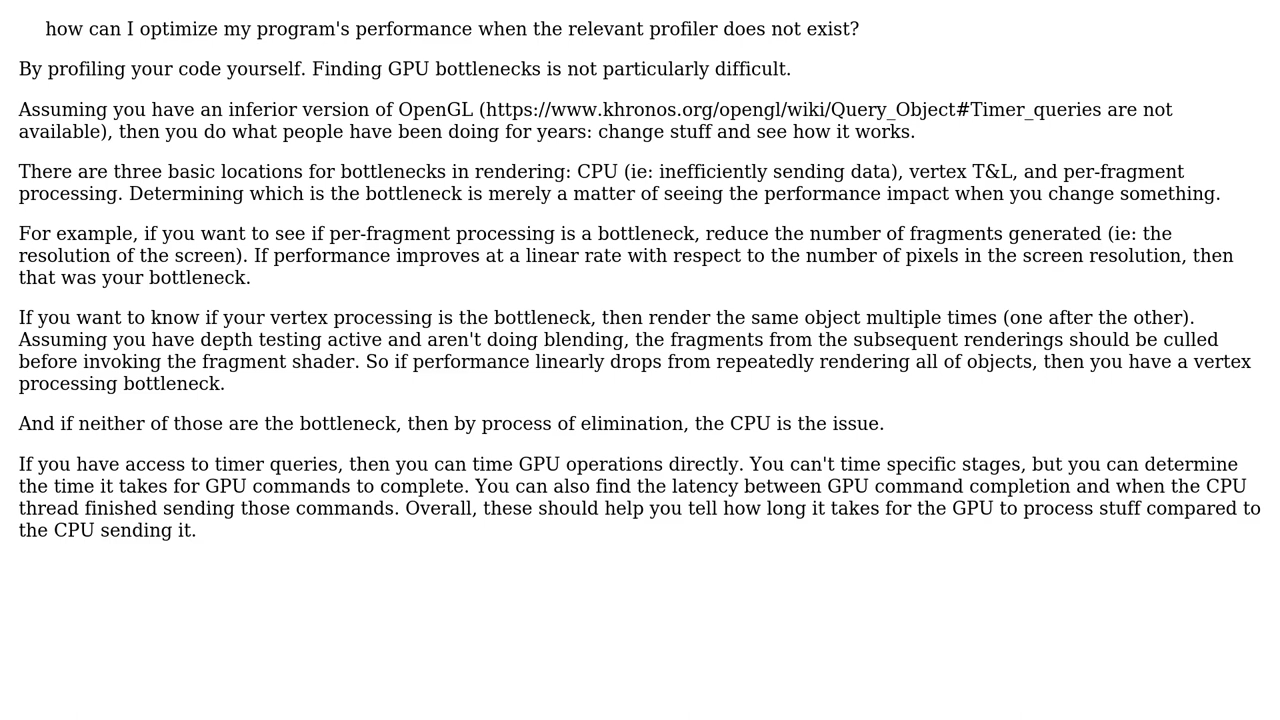 how can I optimize my program's performance when the relevant profiler does not exist?
By profiling your code yourself. Finding GPU bottlenecks is not particularly difficult.
Assuming you have an inferior version of OpenGL (https://www.khronos.org/opengl/wiki/Query_Object#Timer_queries are not
available), then you do what people have been doing for years: change stuff and see how it works.
There are three basic locations for bottlenecks in rendering: CPU (ie: inefficiently sending data), vertex T&L, and per-fragment
processing. Determining which is the bottleneck is merely a matter of seeing the performance impact when you change something.
For example, if you want to see if per-fragment processing is a bottleneck, reduce the number of fragments generated (ie: the
resolution of the screen). If performance improves at a linear rate with respect to the number of pixels in the screen resolution, then
that was your bottleneck.
If you want to know if your vertex processing is the bottleneck, then render the same object multiple times (one after the other).
Assuming you have depth testing active and aren't doing blending, the fragments from the subsequent renderings should be culled
before invoking the fragment shader. So if performance linearly drops from repeatedly rendering all of objects, then you have a vertex
processing bottleneck.
And if neither of those are the bottleneck, then by process of elimination, the CPU is the issue.
If you have access to timer queries, then you can time GPU operations directly. You can't time specific stages, but you can determine
the time it takes for GPU commands to complete. You can also find the latency between GPU command completion and when the CPU
thread finished sending those commands. Overall, these should help you tell how long it takes for the GPU to process stuff compared to
the CPU sending it.